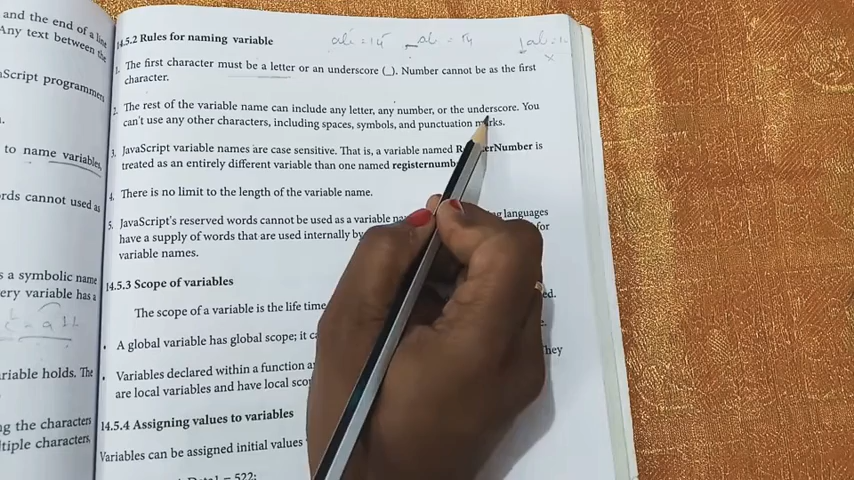 and the end of a line
Any text between the
Script programmers
to name variables,
rds cannot used as
s a symbolic name
ery variable has a
riable holds. The
ng the characters
ltiple characters,
14.5.2 Rules for naming variable
1. The first character must be a letter or an underscore (_). Number cannot be as the first
character.
2. The rest of the variable name can include any letter, any number, or the underscore. You
can't use any other characters, including spaces, symbols, and punctuation marks.
3. JavaScript variable names are case sensitive. That is, a variable named RegisterNumber is
treated as an entirely different variable than one named
4. There is no limit to the length of the variable name.
5. JavaScript's reserved words cannot be used as a variable languages
have a supply of words that are used internally by for
variable names.
14.5.3 Scope of variables
The scope of a variable is the life time
• A global variable has global scope; it
• Variables declared within a function
are local variables and have local
14.5.4 Assigning values to variables
Variables can be assigned initial values
= 522;